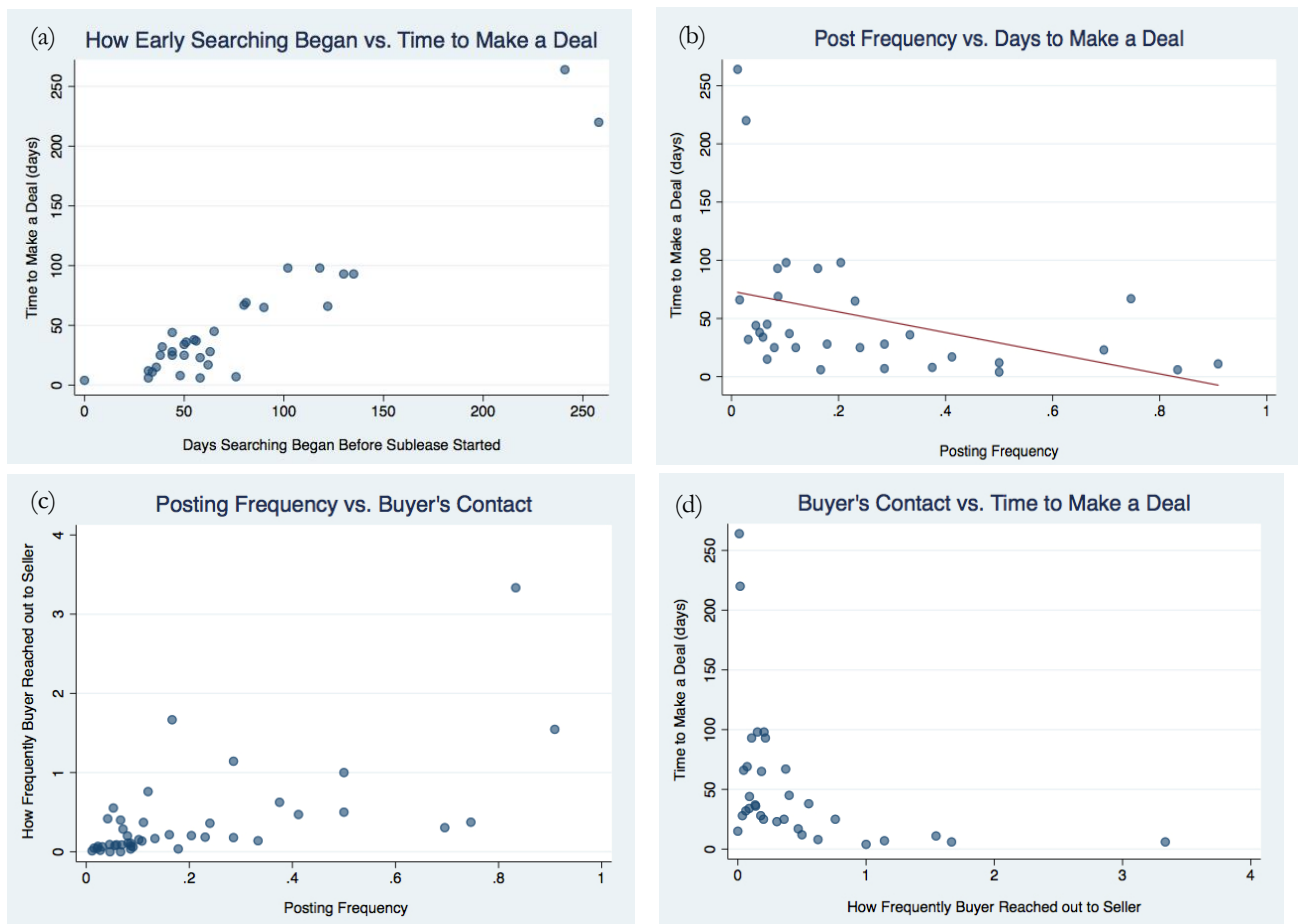 (a) How Early Searching Began vs. Time to Make a Deal
Time to Make a Deal (days)
250
200
150
100
50
0
0 50 100 150 200 250
Days Searching Began Before Sublease Started
(b) Post Frequency vs. Days to Make a Deal
Time to Make a Deal (days)
250
200
150
100
50
0
0 .2 .4 .6 .8 1
Posting Frequency
(c) Posting Frequency vs. Buyer's Contact
How Frequently Buyer Reached out to Seller
4
3
2
1
0
0 .2 .4 .6 .8 1
Posting Frequency
(d) Buyer's Contact vs. Time to Make a Deal
Time to Make a Deal (days)
250
200
150
100
50
0
0 1 2 3 4
How Frequently Buyer Reached out to Seller